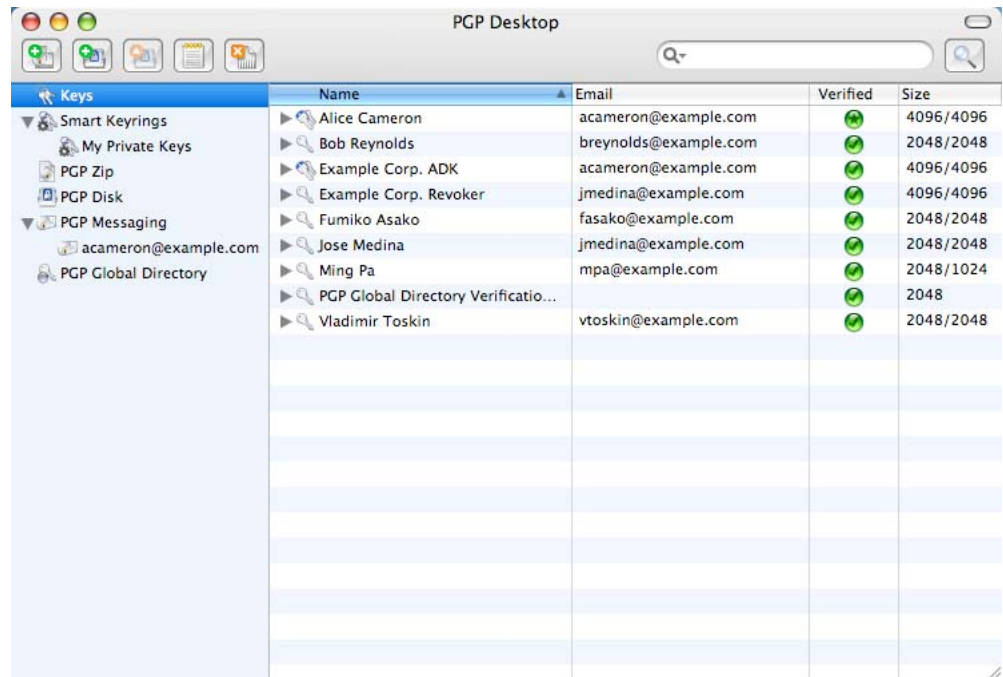 PGP Desktop
Keys
Smart Keyrings
My Private Keys
PGP Zip
PGP Disk
PGP Messaging
acameron@example.com
PGP Global Directory
Name Email Verified Size
Alice Cameron acameron@example.com 4096/4096
Bob Reynolds breynolds@example.com 2048/2048
Example Corp. ADK acameron@example.com 4096/4096
Example Corp. Revoker jmedina@example.com 4096/4096
Fumiko Asako fasako@example.com 2048/2048
Jose Medina jmedina@example.com 2048/2048
Ming Pa mpa@example.com 2048/1024
PGP Global Directory Verificatio... 2048
Vladimir Toskin vtoskin@example.com 2048/2048